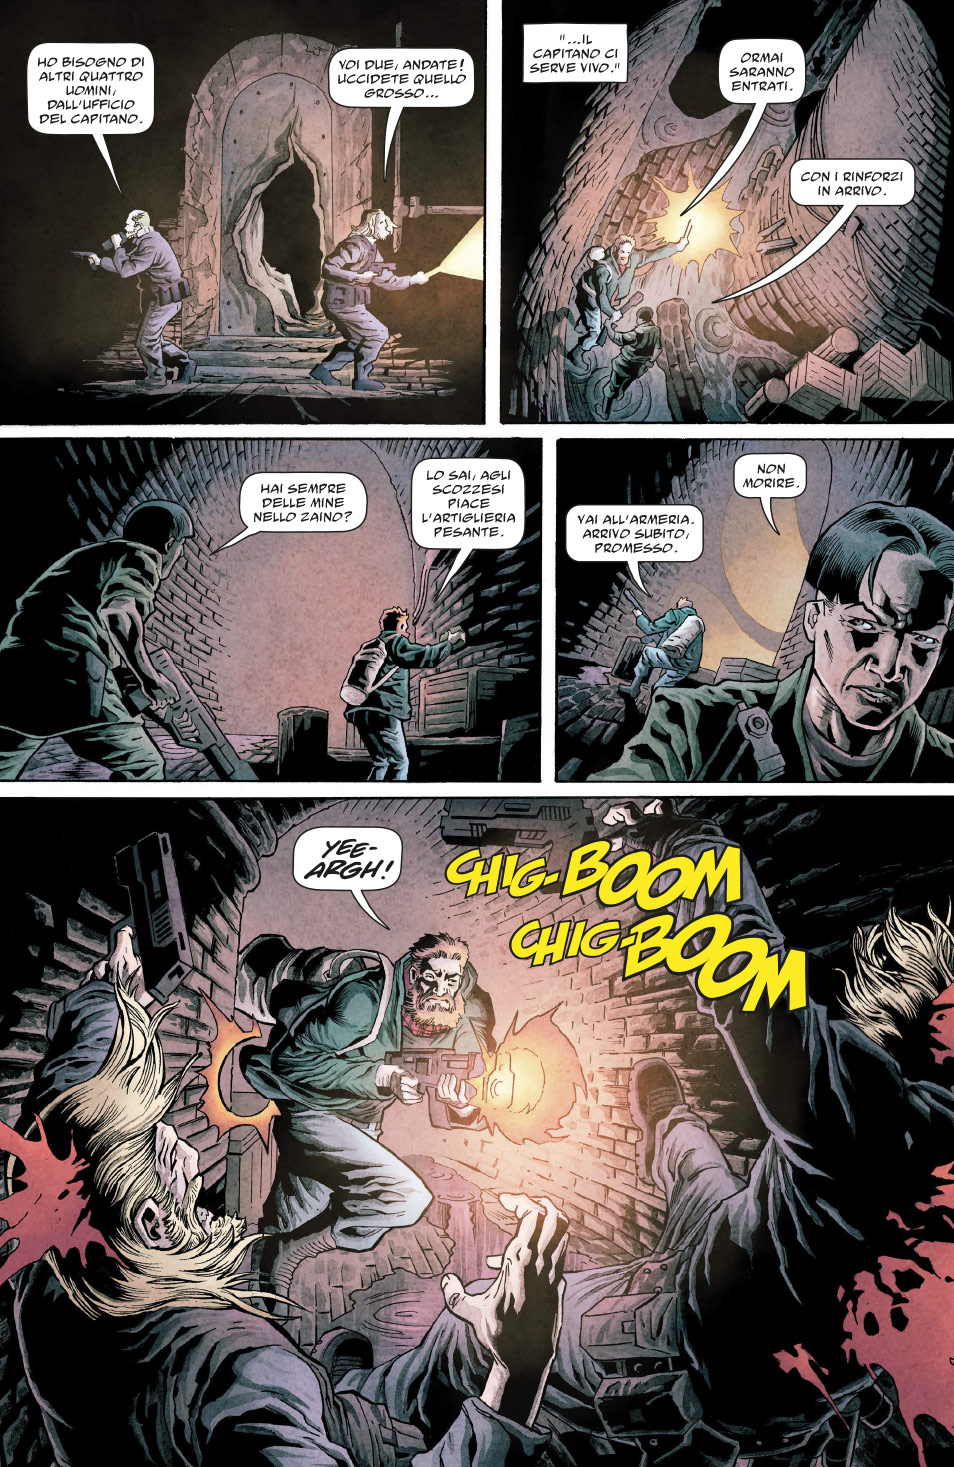 HO BISOGNO DI
ALTRI QUATTRO
UOMINI,
DALL'UFFICIO
DEL CAPITANO.
VOI DUE, ANDATE!
UCCIDETE QUELLO
GROSSO...
"...IL
CAPITANO CI
SERVE VIVO."
ORMAI
SARANNO
ENTRATI.
CON I RINFORZI
IN ARRIVO.
HAI SEMPRE
DELLE MINE
NELLO ZAINO?
LO SAI, AGLI
SCOZZESI
PIACE
L'ARTIGLIERIA
PESANTE.
VAI ALL'ARMERIA.
ARRIVO SUBITO,
PROMESSO.
NON
MORIRE.
YEE-
ARGH!
CHIG-BOOM
CHIG-BOOM